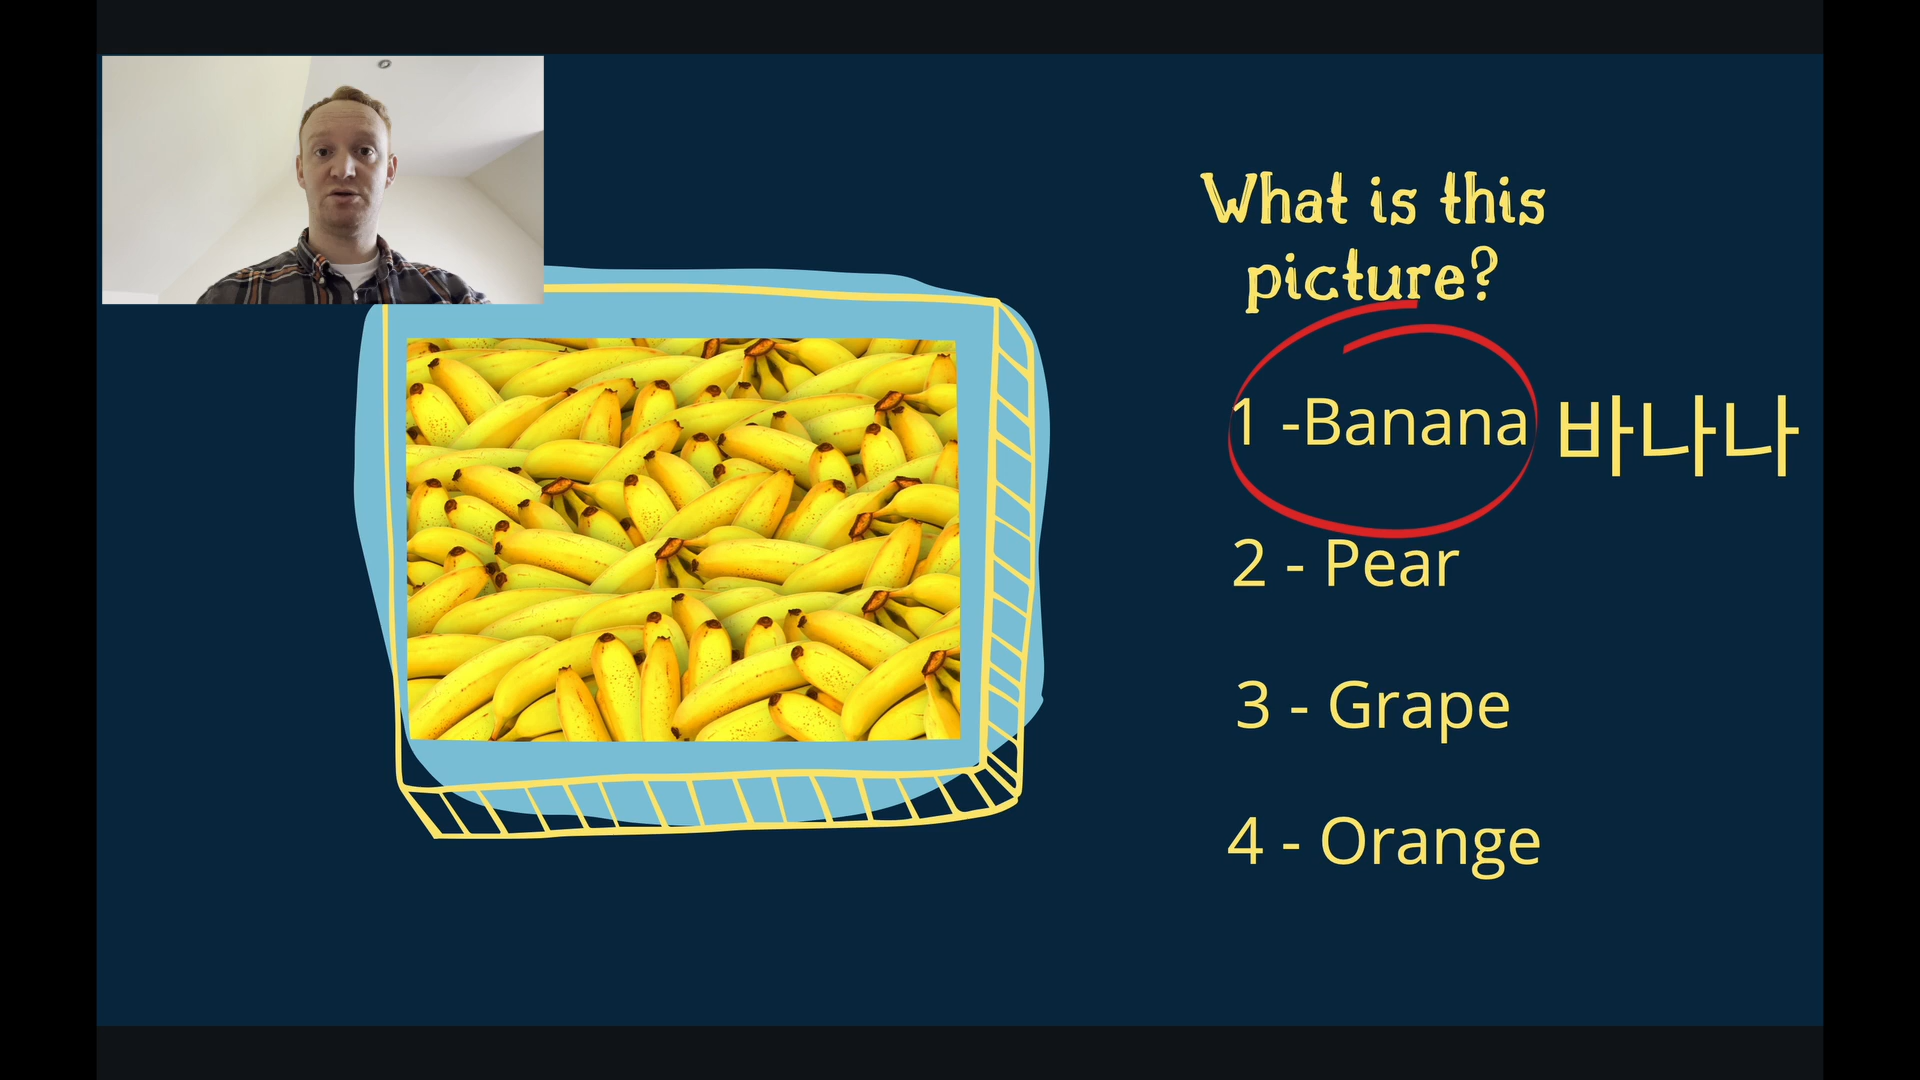 What is this
picture?
1 -Banana 바나나
2 - Pear
3 - Grape
4 - Orange